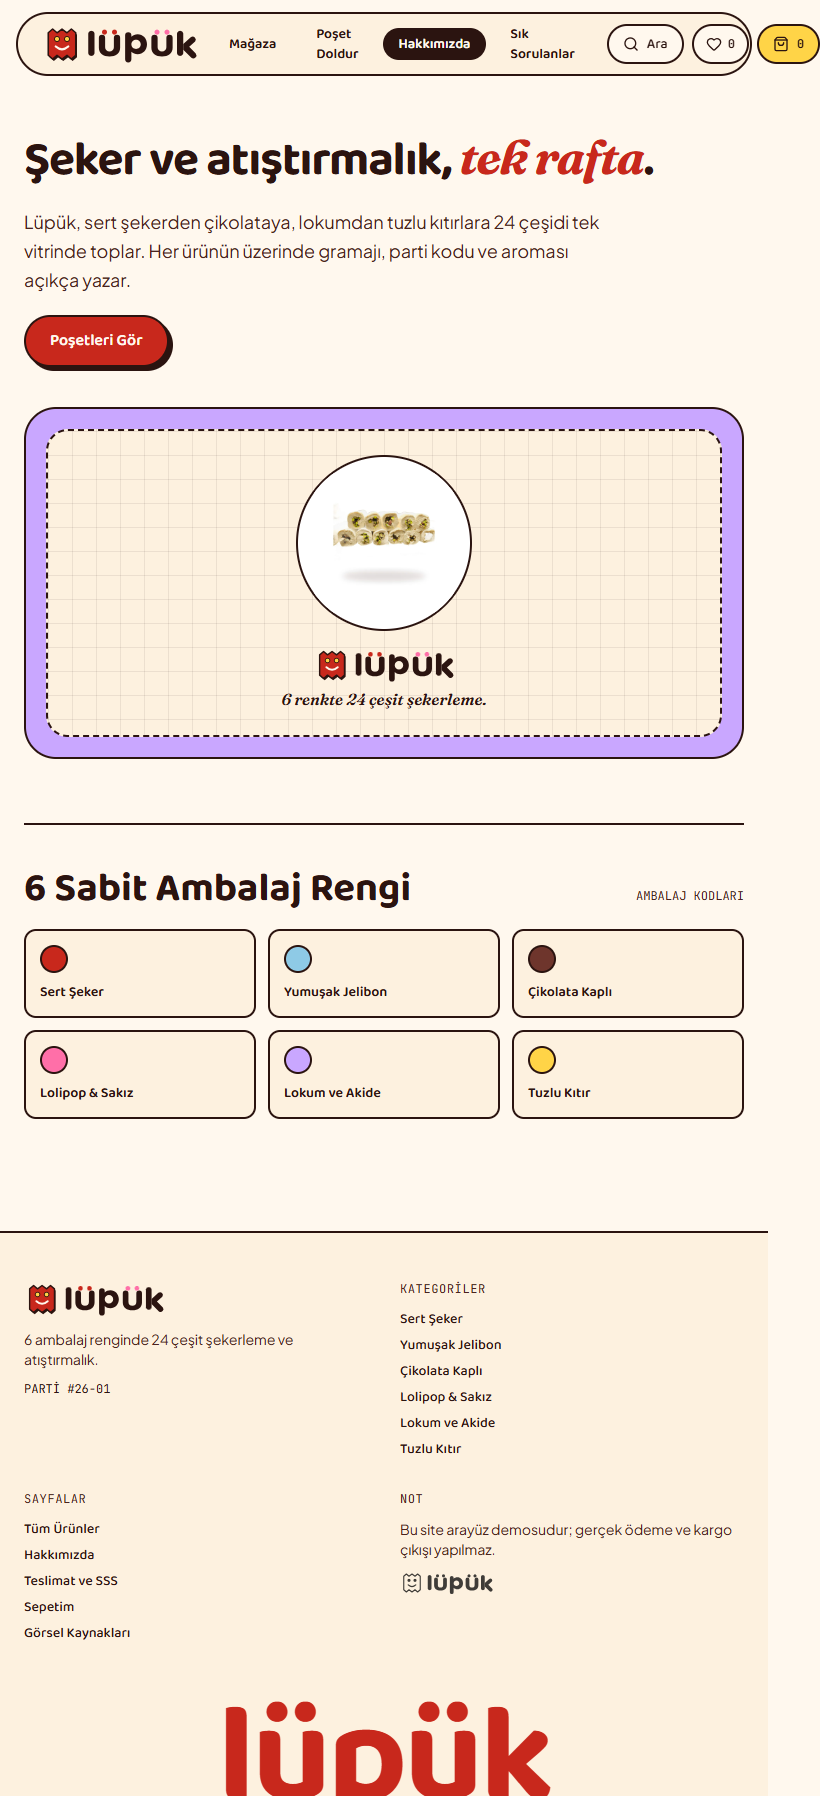 lüpük
Mağaza
Poşet Doldur
Hakkımızda
Sık Sorulanlar
Ara
0
0
Şeker ve atıştırmalık, tek rafta.
Lüpük, sert şekerden çikolataya, lokumdan tuzlu kıtırlara 24 çeşidi tek
vitrinde toplar. Her ürünün üzerinde gramajı, parti kodu ve aroması
açıkça yazar.
Poşetleri Gör
lüpük
6 renkte 24 çeşit şekerleme.
6 Sabit Ambalaj Rengi
AMBALAJ KODLARI
Sert Şeker
Yumuşak Jelibon
Çikolata Kaplı
Lolipop & Sakız
Lokum ve Akide
Tuzlu Kıtır
lüpük
6 ambalaj renginde 24 çeşit şekerleme ve
atıştırmalık.
PARTİ #26-01
KATEGORİLER
Sert Şeker
Yumuşak Jelibon
Çikolata Kaplı
Lolipop & Sakız
Lokum ve Akide
Tuzlu Kıtır
SAYFALAR
Tüm Ürünler
Hakkımızda
Teslimat ve SSS
Sepetim
Görsel Kaynakları
NOT
Bu site arayüz demosudur; gerçek ödeme ve kargo
çıkışı yapılmaz.
lüpük
lüpük